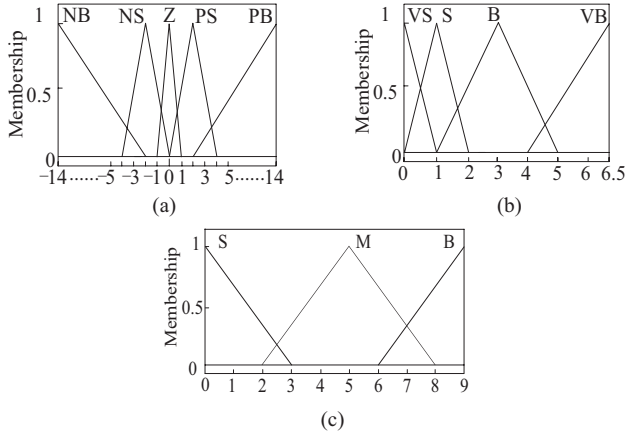 NB NS Z PS PB
1
0.5
0
Membership
−14......−5 −3 −1 0 1 3 5......14
(a)
VS S B VB
1
0.5
0
Membership
0 1 2 3 4 5 6 6.5
(b)
S M B
1
0.5
0
Membership
0 1 2 3 4 5 6 7 8 9
(c)